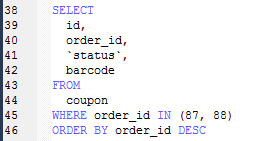 38 SELECT
39 id,
40 order_id,
41 `status`,
42 barcode
43 FROM
44 coupon
45 WHERE order_id IN (87, 88)
46 ORDER BY order_id DESC